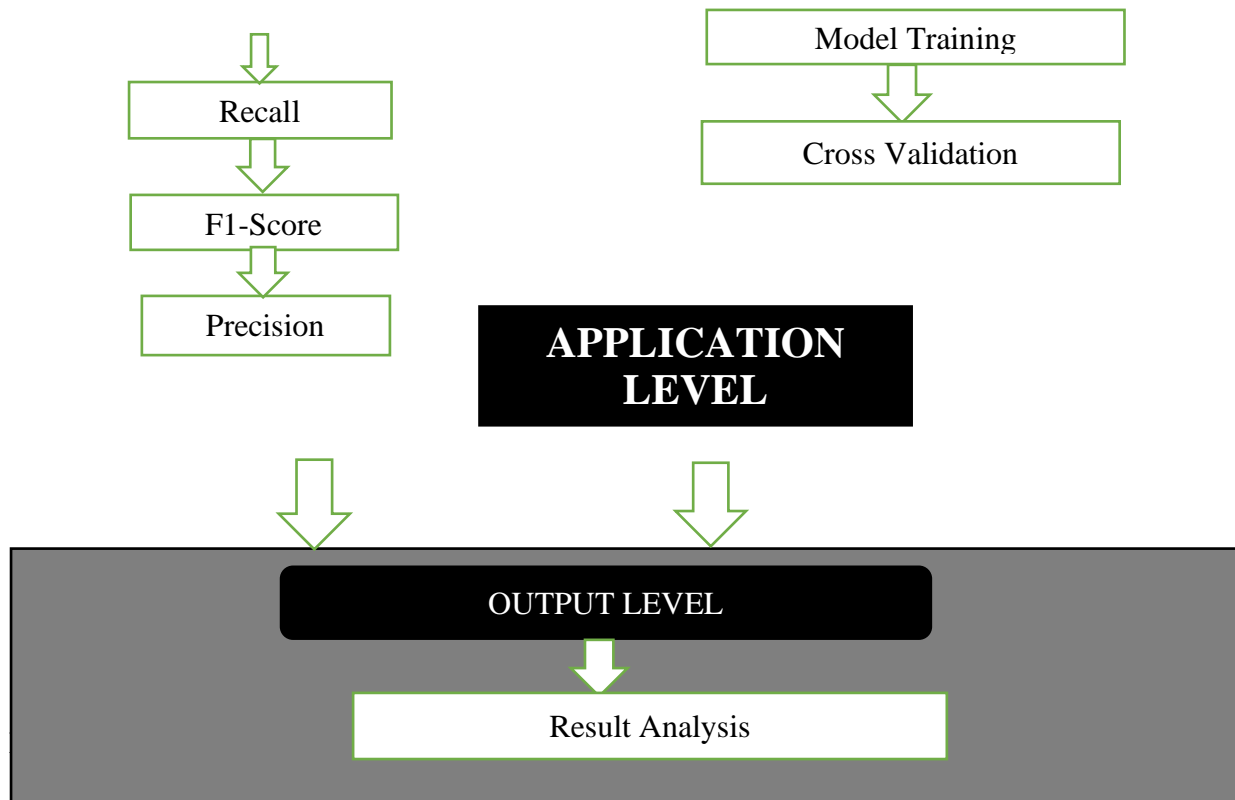 Model Training
Recall
Cross Validation
F1-Score
Precision
APPLICATION
LEVEL
OUTPUT LEVEL
Result Analysis